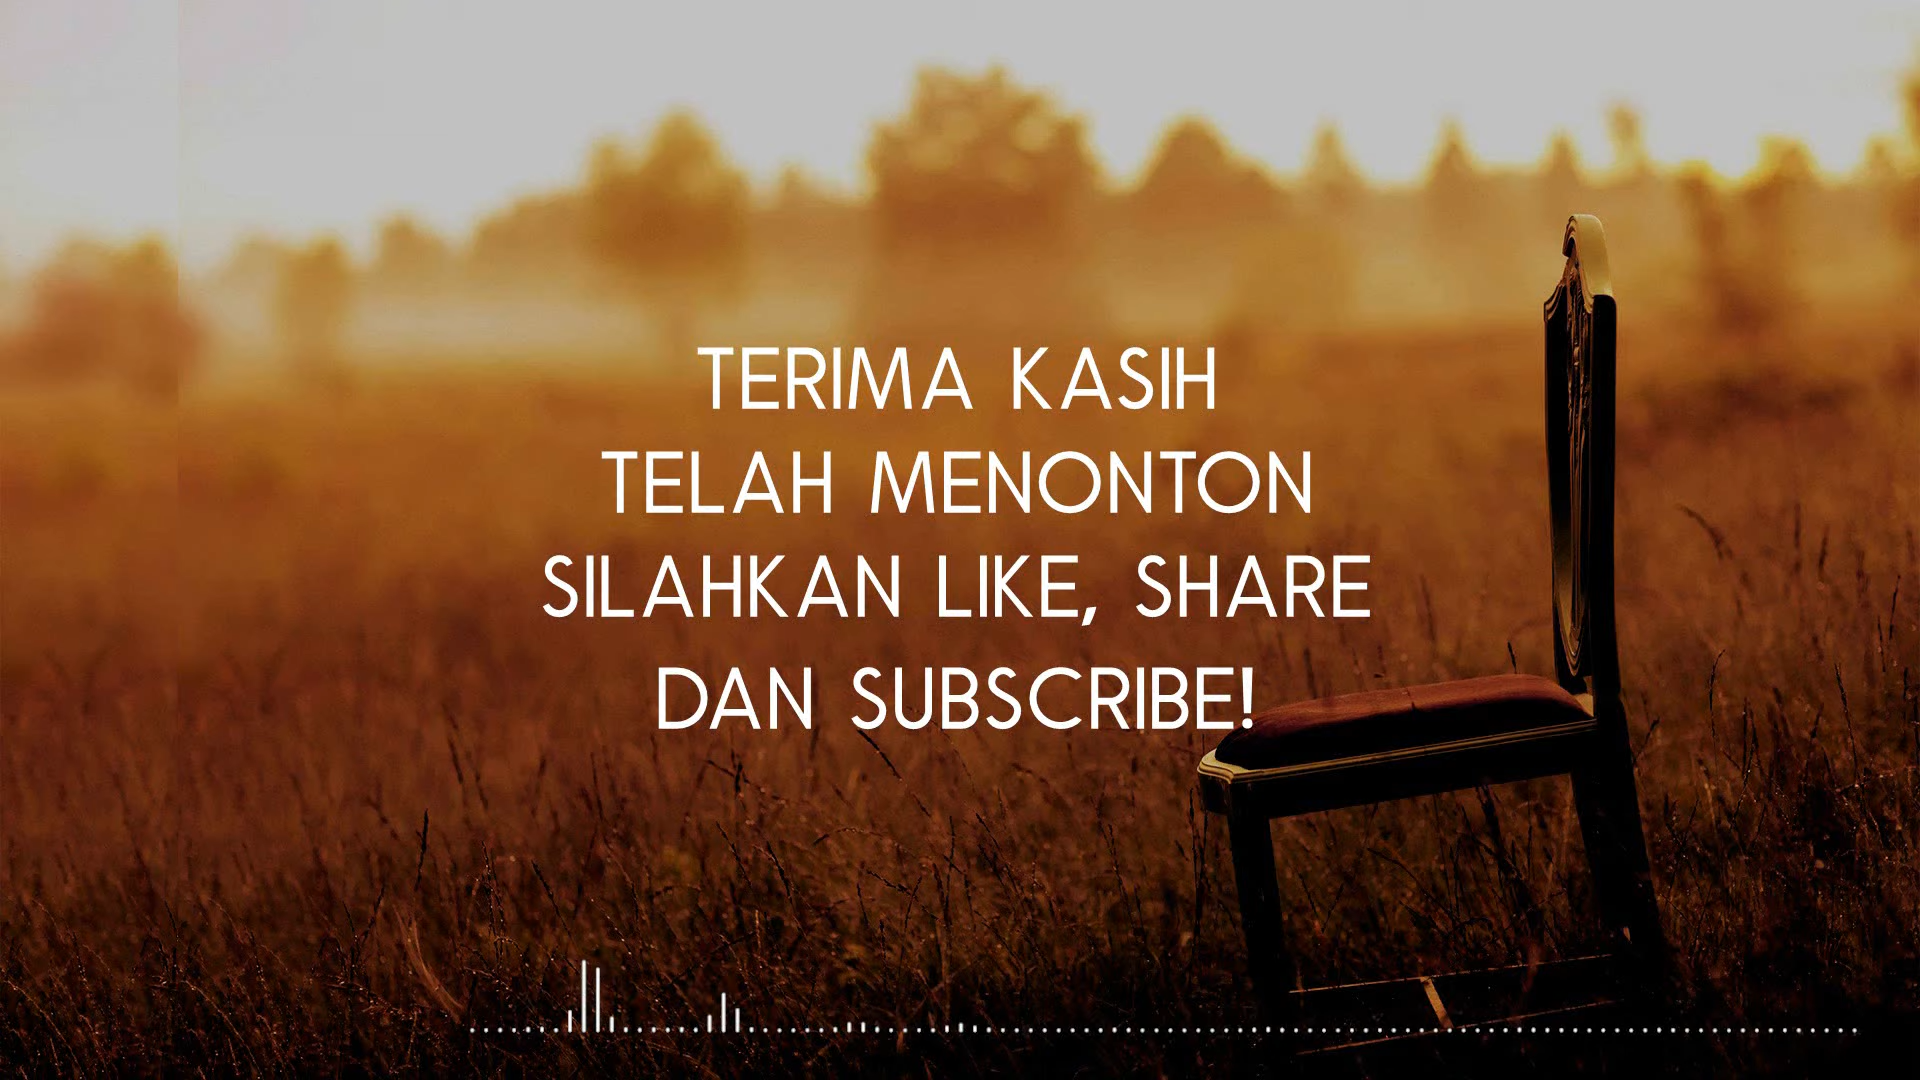 TERIMA KASIH
TELAH MENONTON
SILAHKAN LIKE, SHARE
DAN SUBSCRIBE!